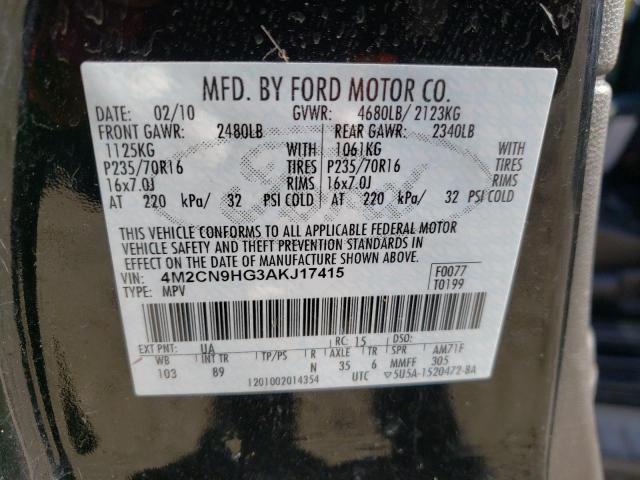 MFD. BY FORD MOTOR CO.
DATE: 02/10 GVWR: 4680LB/ 2123KG
FRONT GAWR: 2480LB REAR GAWR: 2340LB
1125KG WITH 1061KG WITH
P235/70R16 TIRES P235/70R16 TIRES
16x7.0J RIMS 16x7.0J RIMS
AT 220 kPa/ 32 PSI COLD AT 220 kPa/ 32 PSI COLD
Ford
THIS VEHICLE CONFORMS TO ALL APPLICABLE FEDERAL MOTOR
VEHICLE SAFETY AND THEFT PREVENTION STANDARDS IN
EFFECT ON THE DATE OF MANUFACTURE SHOWN ABOVE.
VIN: 4M2CN9HG3AKJ17415 F0077
TYPE: MPV T0199
EXT PNT: UA RC: 15 DSO:
WB INT TR TP/PS R AXLE TR SPR AM71F
103 89 N 35 6 MMFF 305
1201002014354 UTC ▽5U5A-1520472-BA